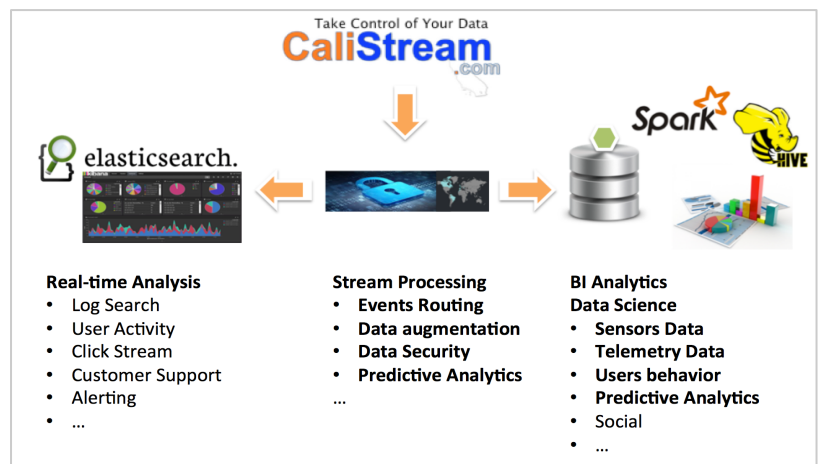 Take Control of Your Data
CaliStream
.com
elasticsearch.
kibana
Spark
HIVE
Real-time Analysis
• Log Search
• User Activity
• Click Stream
• Customer Support
• Alerting
• ...
Stream Processing
• Events Routing
• Data augmentation
• Data Security
• Predictive Analytics
...
BI Analytics
Data Science
• Sensors Data
• Telemetry Data
• Users behavior
• Predictive Analytics
• Social
• ...